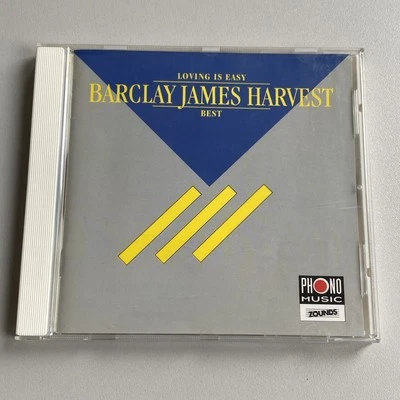 LOVING IS EASY
BARCLAY JAMES HARVEST
BEST
PHONO
MUSIC
ZOUNDS